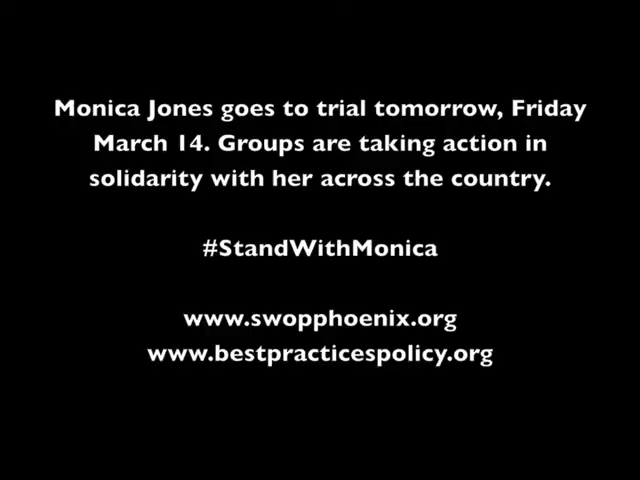 Monica Jones goes to trial tomorrow, Friday
March 14. Groups are taking action in
solidarity with her across the country.
#StandWithMonica
www.swopphoenix.org
www.bestpracticespolicy.org